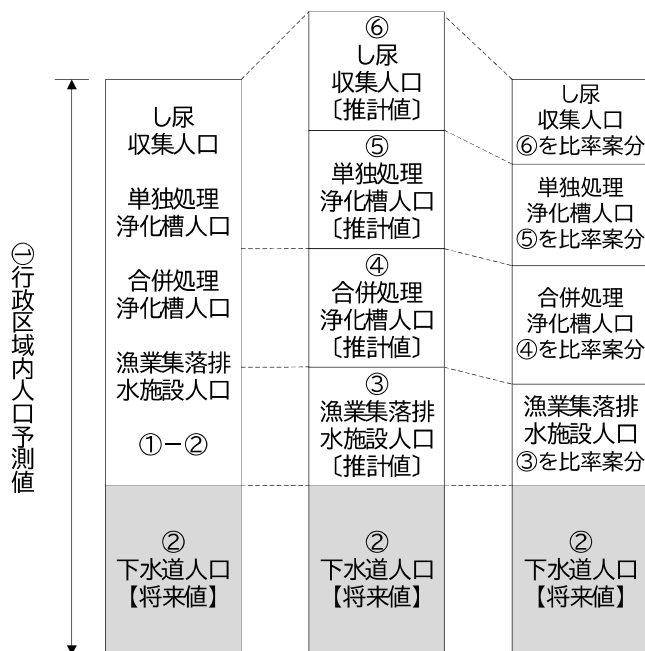 ①行政区域内人口予測値
し尿
収集人口
単独処理
浄化槽人口
合併処理
浄化槽人口
漁業集落排
水施設人口
①－②
②
下水道人口
【将来値】
⑥
し尿
収集人口
〔推計値〕
⑤
単独処理
浄化槽人口
〔推計値〕
④
合併処理
浄化槽人口
〔推計値〕
③
漁業集落排
水施設人口
〔推計値〕
②
下水道人口
【将来値】
し尿
収集人口
⑥を比率案分
単独処理
浄化槽人口
⑤を比率案分
合併処理
浄化槽人口
④を比率案分
漁業集落排
水施設人口
③を比率案分
②
下水道人口
【将来値】